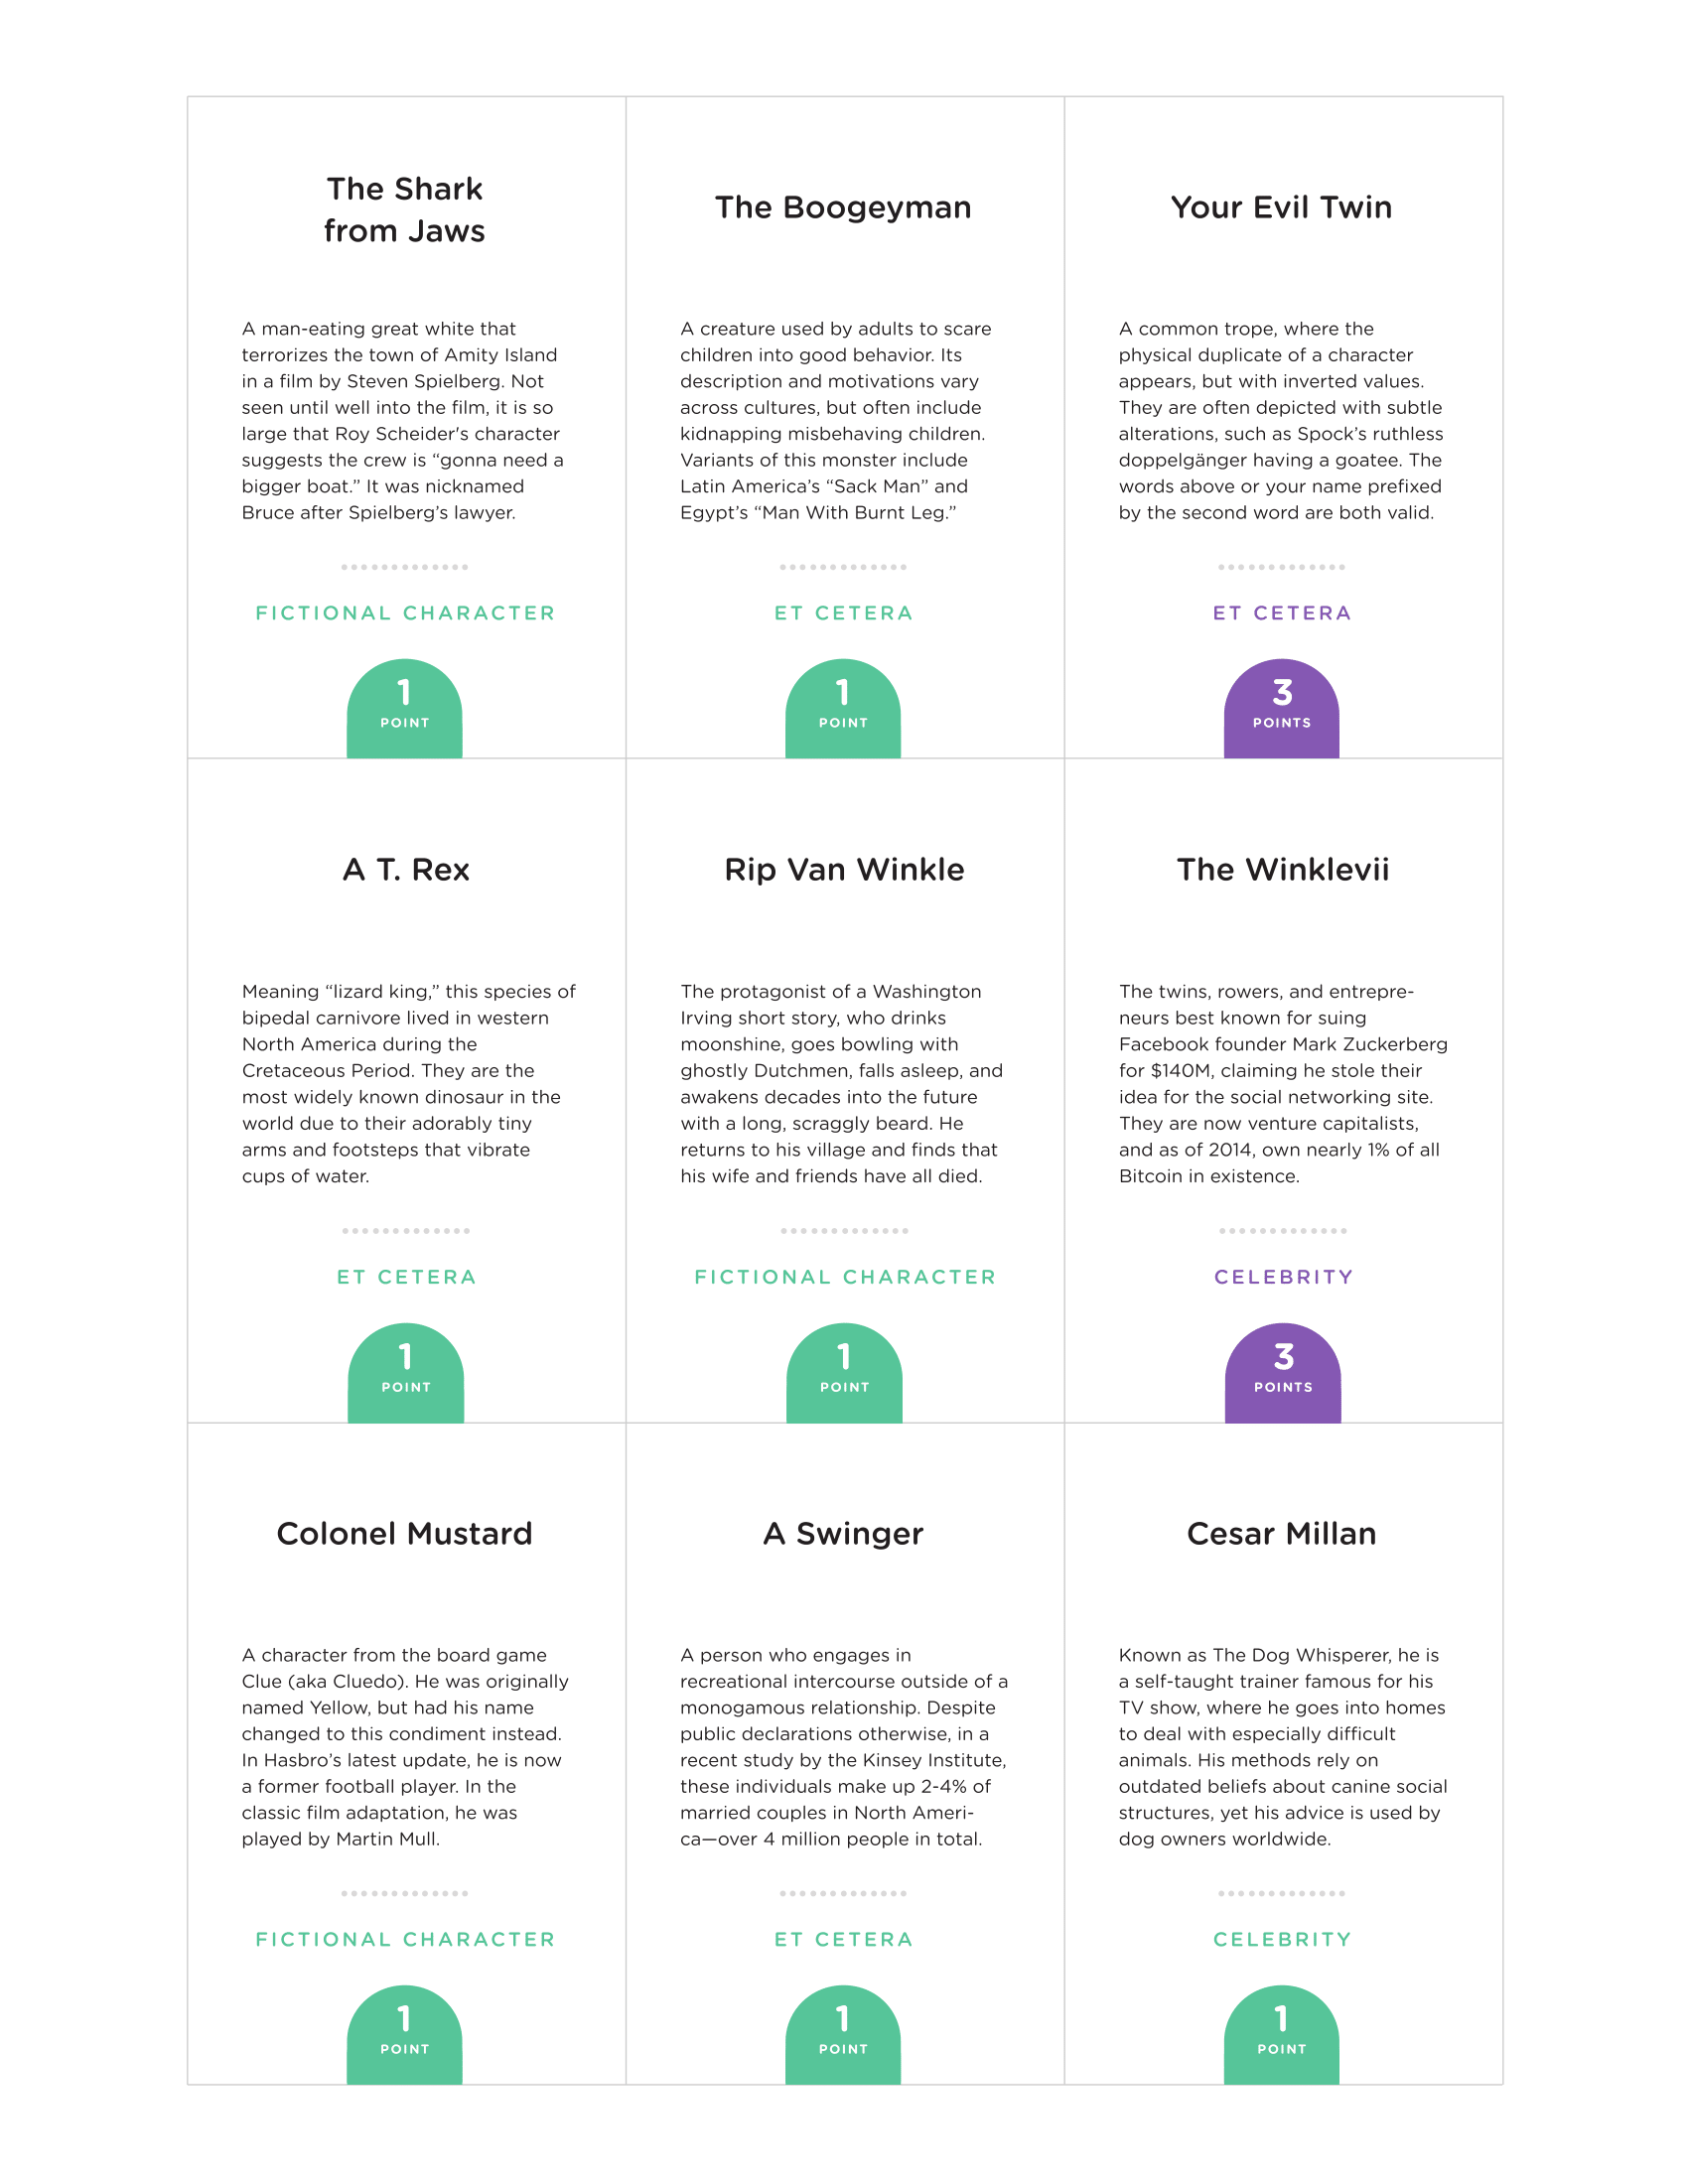 The Shark
from Jaws
A man-eating great white that
terrorizes the town of Amity Island
in a film by Steven Spielberg. Not
seen until well into the film, it is so
large that Roy Scheider's character
suggests the crew is “gonna need a
bigger boat.” It was nicknamed
Bruce after Spielberg’s lawyer.
FICTIONAL CHARACTER
1
POINT
The Boogeyman
A creature used by adults to scare
children into good behavior. Its
description and motivations vary
across cultures, but often include
kidnapping misbehaving children.
Variants of this monster include
Latin America’s “Sack Man” and
Egypt’s “Man With Burnt Leg.”
ET CETERA
1
POINT
Your Evil Twin
A common trope, where the
physical duplicate of a character
appears, but with inverted values.
They are often depicted with subtle
alterations, such as Spock’s ruthless
doppelgänger having a goatee. The
words above or your name prefixed
by the second word are both valid.
ET CETERA
3
POINTS
A T. Rex
Meaning “lizard king,” this species of
bipedal carnivore lived in western
North America during the
Cretaceous Period. They are the
most widely known dinosaur in the
world due to their adorably tiny
arms and footsteps that vibrate
cups of water.
ET CETERA
1
POINT
Rip Van Winkle
The protagonist of a Washington
Irving short story, who drinks
moonshine, goes bowling with
ghostly Dutchmen, falls asleep, and
awakens decades into the future
with a long, scraggly beard. He
returns to his village and finds that
his wife and friends have all died.
FICTIONAL CHARACTER
1
POINT
The Winklevii
The twins, rowers, and entrepre-
neurs best known for suing
Facebook founder Mark Zuckerberg
for $140M, claiming he stole their
idea for the social networking site.
They are now venture capitalists,
and as of 2014, own nearly 1% of all
Bitcoin in existence.
CELEBRITY
3
POINTS
Colonel Mustard
A character from the board game
Clue (aka Cluedo). He was originally
named Yellow, but had his name
changed to this condiment instead.
In Hasbro’s latest update, he is now
a former football player. In the
classic film adaptation, he was
played by Martin Mull.
FICTIONAL CHARACTER
1
POINT
A Swinger
A person who engages in
recreational intercourse outside of a
monogamous relationship. Despite
public declarations otherwise, in a
recent study by the Kinsey Institute,
these individuals make up 2-4% of
married couples in North Ameri-
ca—over 4 million people in total.
ET CETERA
1
POINT
Cesar Millan
Known as The Dog Whisperer, he is
a self-taught trainer famous for his
TV show, where he goes into homes
to deal with especially difficult
animals. His methods rely on
outdated beliefs about canine social
structures, yet his advice is used by
dog owners worldwide.
CELEBRITY
1
POINT